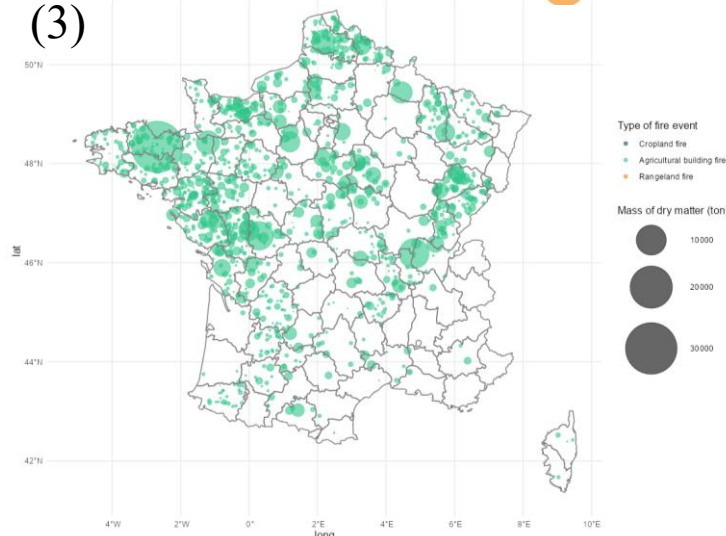 (3)
50°N
48°N
46°N
44°N
42°N
lat
4°W 2°W 0° 2°E 4°E 6°E 8°E 10°E
long
Type of fire event
Cropland fire
Agricultural building fire
Rangeland fire
Mass of dry matter (ton
10000
20000
30000